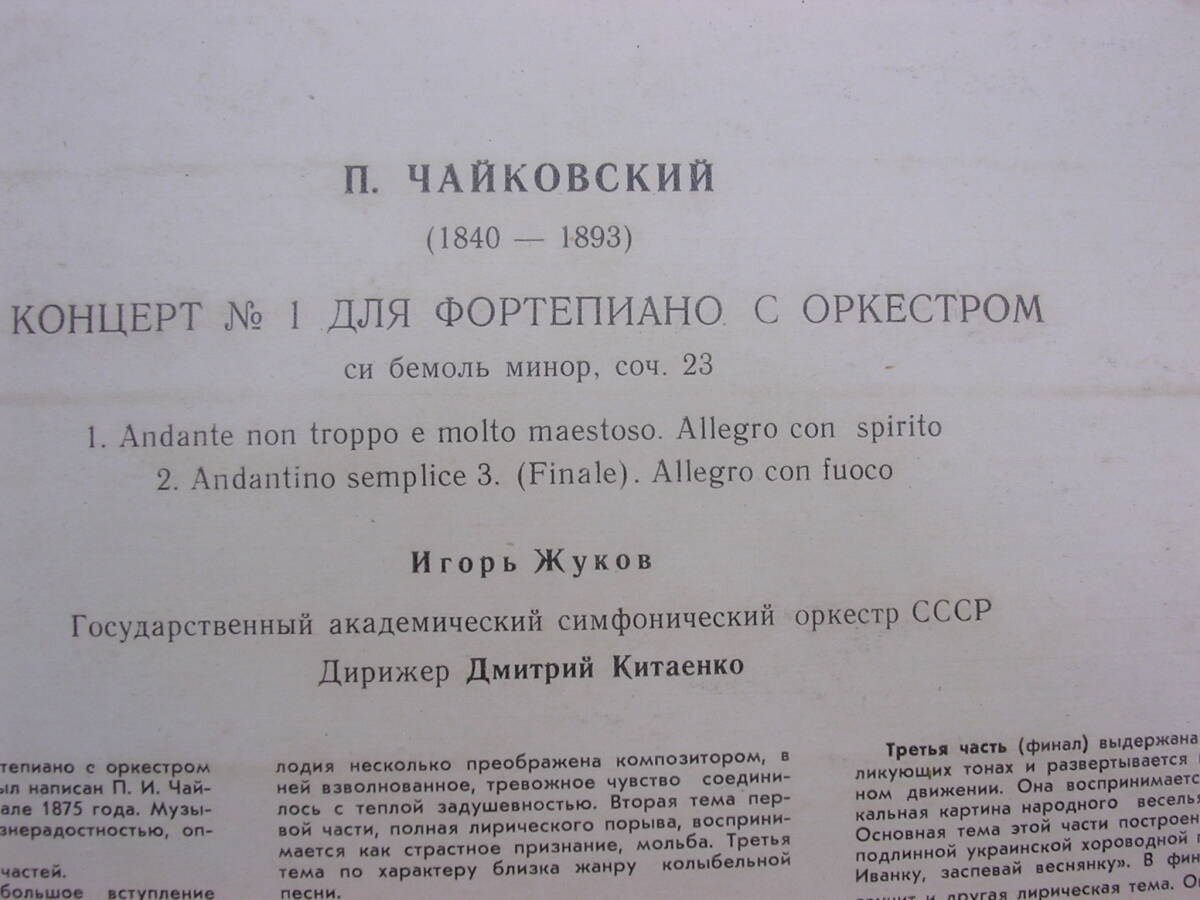 П. ЧАЙКОВСКИЙ
(1840 — 1893)
КОНЦЕРТ № 1 ДЛЯ ФОРТЕПИАНО С ОРКЕСТРОМ
си бемоль минор, соч. 23
1. Andante non troppo e molto maestoso. Allegro con spirito
2. Andantino semplice 3. (Finale). Allegro con fuoco
Игорь Жуков
Государственный академический симфонический оркестр СССР
Дирижер Дмитрий Китаенко
тепиано с оркестром
ыл написан П. И. Чай-
але 1875 года. Музы-
знерадостностью, оп-
частей.
большое вступление
лодия несколько преображена композитором, в
ней взволнованное, тревожное чувство соедини-
лось с теплой задушевностью. Вторая тема пер-
вой части, полная лирического порыва, восприни-
мается как страстное признание, мольба. Третья
тема по характеру близка жанру колыбельной
песни.
Третья часть (финал) выдержана
ликующих тонах и развертывается
ном движении. Она воспринимаетс
кальная картина народного весель
Основная тема этой части построен
подлинной украинской хороводной
Иванку, заспевай веснянку». В фин
и другая лирическая тема.